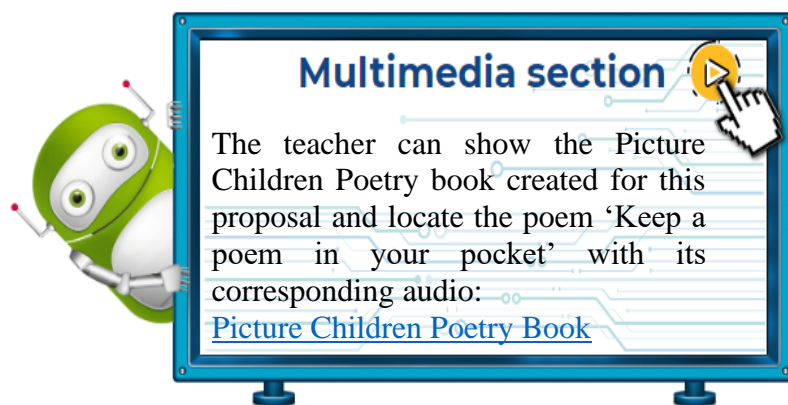 Multimedia section
The teacher can show the Picture
Children Poetry book created for this
proposal and locate the poem ‘Keep a
poem in your pocket’ with its
corresponding audio:
Picture Children Poetry Book